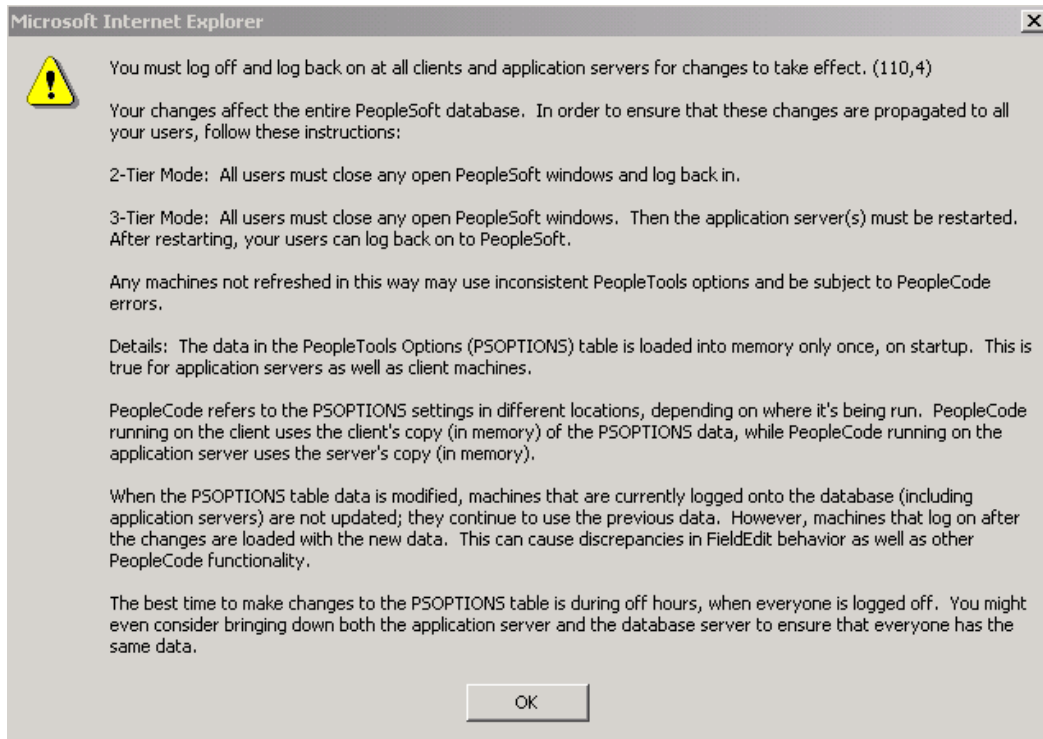 Microsoft Internet Explorer
You must log off and log back on at all clients and application servers for changes to take effect. (110,4)
Your changes affect the entire PeopleSoft database.  In order to ensure that these changes are propagated to all
your users, follow these instructions:
2-Tier Mode:  All users must close any open PeopleSoft windows and log back in.
3-Tier Mode:  All users must close any open PeopleSoft windows.  Then the application server(s) must be restarted.
After restarting, your users can log back on to PeopleSoft.
Any machines not refreshed in this way may use inconsistent PeopleTools options and be subject to PeopleCode
errors.
Details:  The data in the PeopleTools Options (PSOPTIONS) table is loaded into memory only once, on startup.  This is
true for application servers as well as client machines.
PeopleCode refers to the PSOPTIONS settings in different locations, depending on where it's being run.  PeopleCode
running on the client uses the client's copy (in memory) of the PSOPTIONS data, while PeopleCode running on the
application server uses the server's copy (in memory).
When the PSOPTIONS table data is modified, machines that are currently logged onto the database (including
application servers) are not updated; they continue to use the previous data.  However, machines that log on after
the changes are loaded with the new data.  This can cause discrepancies in FieldEdit behavior as well as other
PeopleCode functionality.
The best time to make changes to the PSOPTIONS table is during off hours, when everyone is logged off.  You might
even consider bringing down both the application server and the database server to ensure that everyone has the
same data.
OK